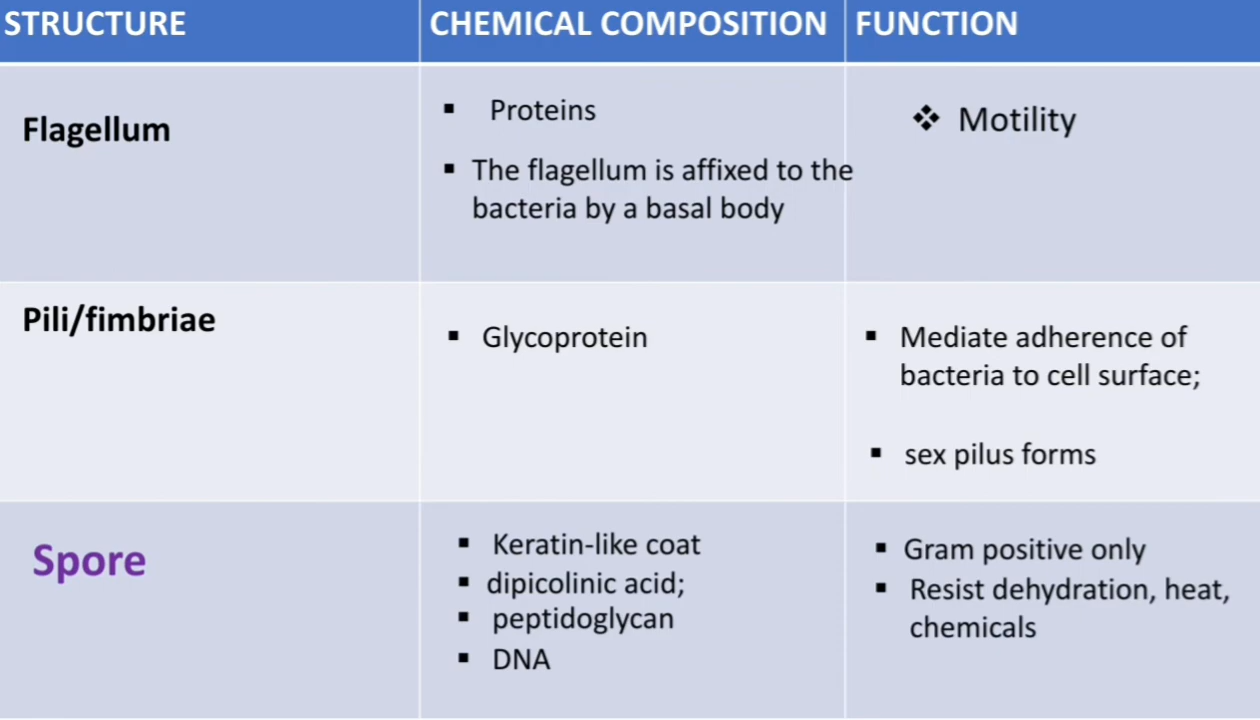 STRUCTURE CHEMICAL COMPOSITION FUNCTION
Flagellum
▪ Proteins
▪ The flagellum is affixed to the
bacteria by a basal body
❖ Motility
Pili/fimbriae
▪ Glycoprotein
▪ Mediate adherence of
bacteria to cell surface;
▪ sex pilus forms
Spore
▪ Keratin-like coat
▪ dipicolinic acid;
▪ peptidoglycan
▪ DNA
▪ Gram positive only
▪ Resist dehydration, heat,
chemicals